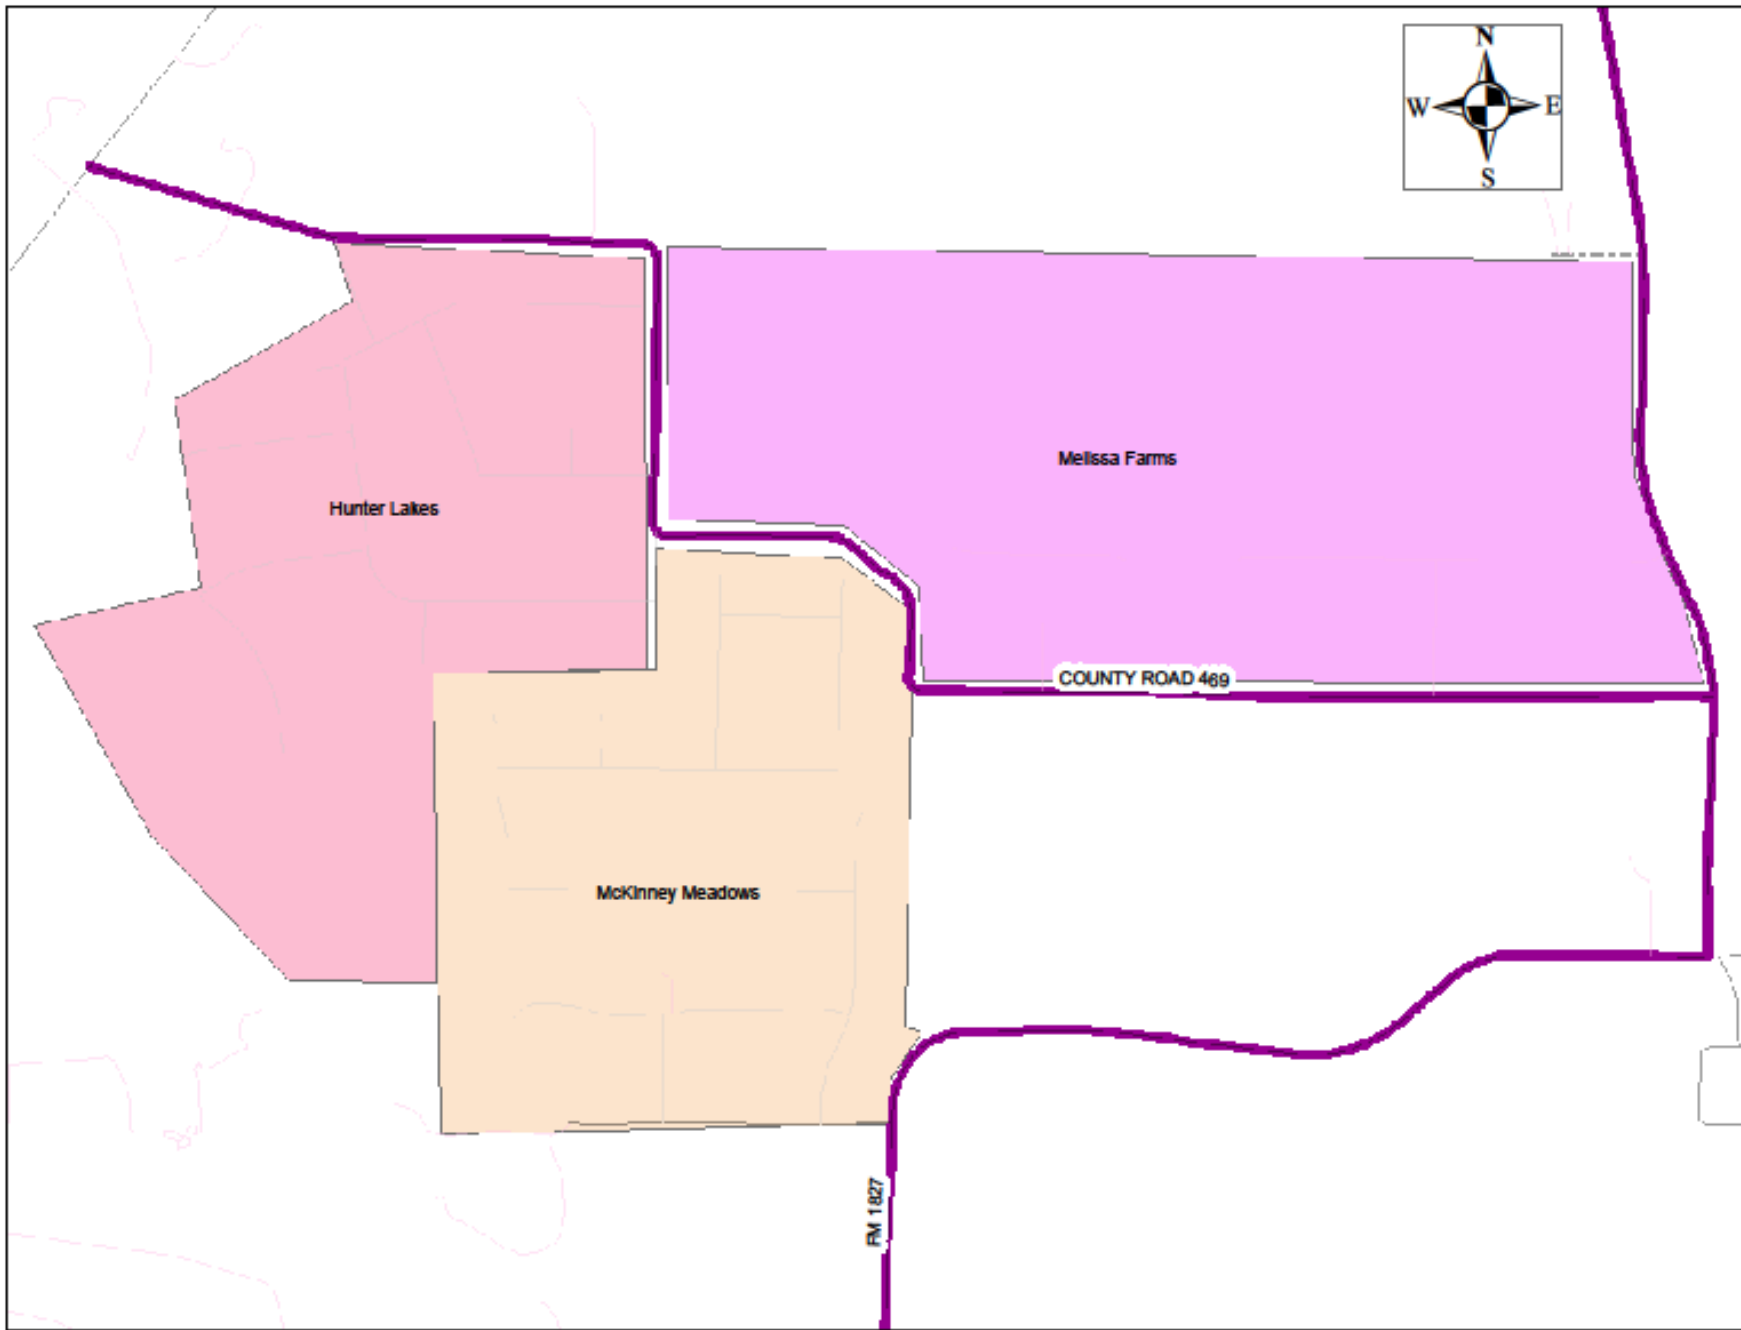 N
W E
S
Melissa Farms
Hunter Lakes
COUNTY ROAD 469
McKinney Meadows
FM 1827